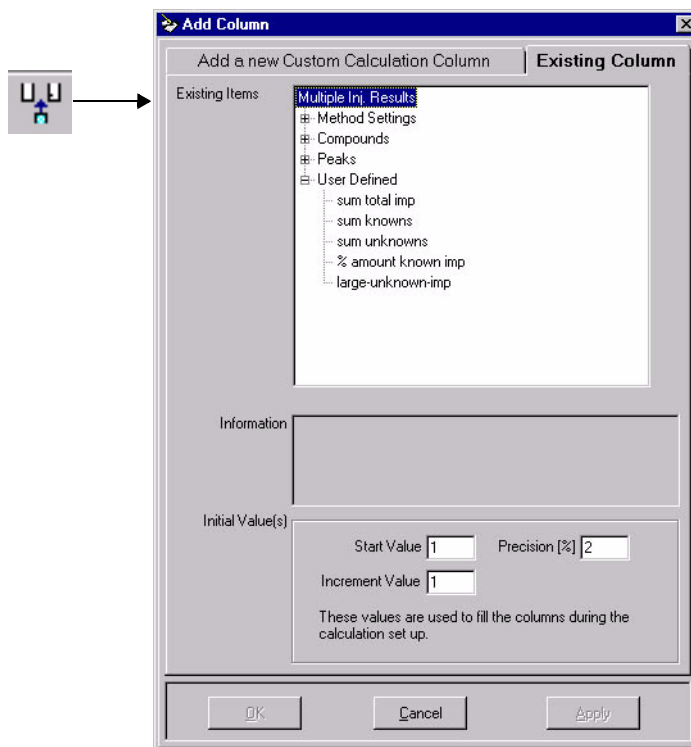 Add Column
Add a new Custom Calculation Column
Existing Column
Existing Items
Multiple Inj. Results
Method Settings
Compounds
Peaks
User Defined
sum total imp
sum knowns
sum unknowns
% amount known imp
large-unknown-imp
Information
Initial Value(s)
Start Value 1 Precision [%] 2
Increment Value 1
These values are used to fill the columns during the
calculation set up.
OK Cancel Apply